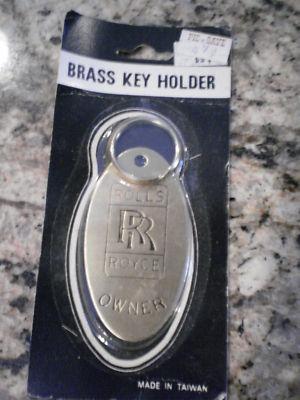 BRASS KEY HOLDER
ROLLS
RR
ROYCE
OWNER
MADE IN TAIWAN